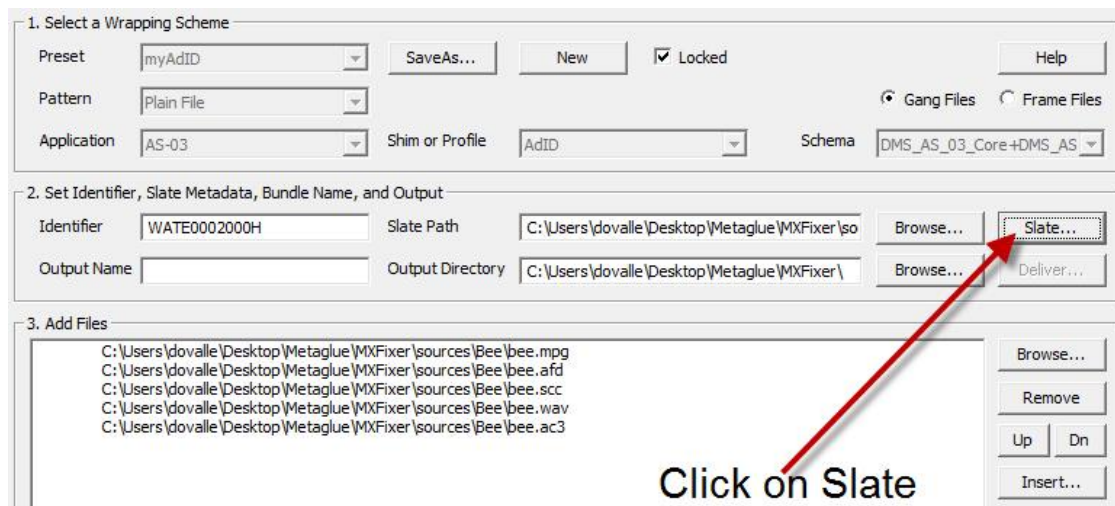 1. Select a Wrapping Scheme
Preset myAdID SaveAs... New Locked Help
Pattern Plain File Gang Files Frame Files
Application AS-03 Shim or Profile AdID Schema DMS_AS_03_Core+DMS_AS
2. Set Identifier, Slate Metadata, Bundle Name, and Output
Identifier WATE0002000H Slate Path C:\Users\dovalle\Desktop\Metaglue\MXFixer\so Browse... Slate...
Output Name Output Directory C:\Users\dovalle\Desktop\Metaglue\MXFixer\ Browse... Deliver...
3. Add Files
C:\Users\dovalle\Desktop\Metaglue\MXFixer\sources\Bee\bee.mpg
Browse...
C:\Users\dovalle\Desktop\Metaglue\MXFixer\sources\Bee\bee.afd
C:\Users\dovalle\Desktop\Metaglue\MXFixer\sources\Bee\bee.scc
C:\Users\dovalle\Desktop\Metaglue\MXFixer\sources\Bee\bee.wav
Remove
C:\Users\dovalle\Desktop\Metaglue\MXFixer\sources\Bee\bee.ac3
Up Dn
Click on Slate Insert...